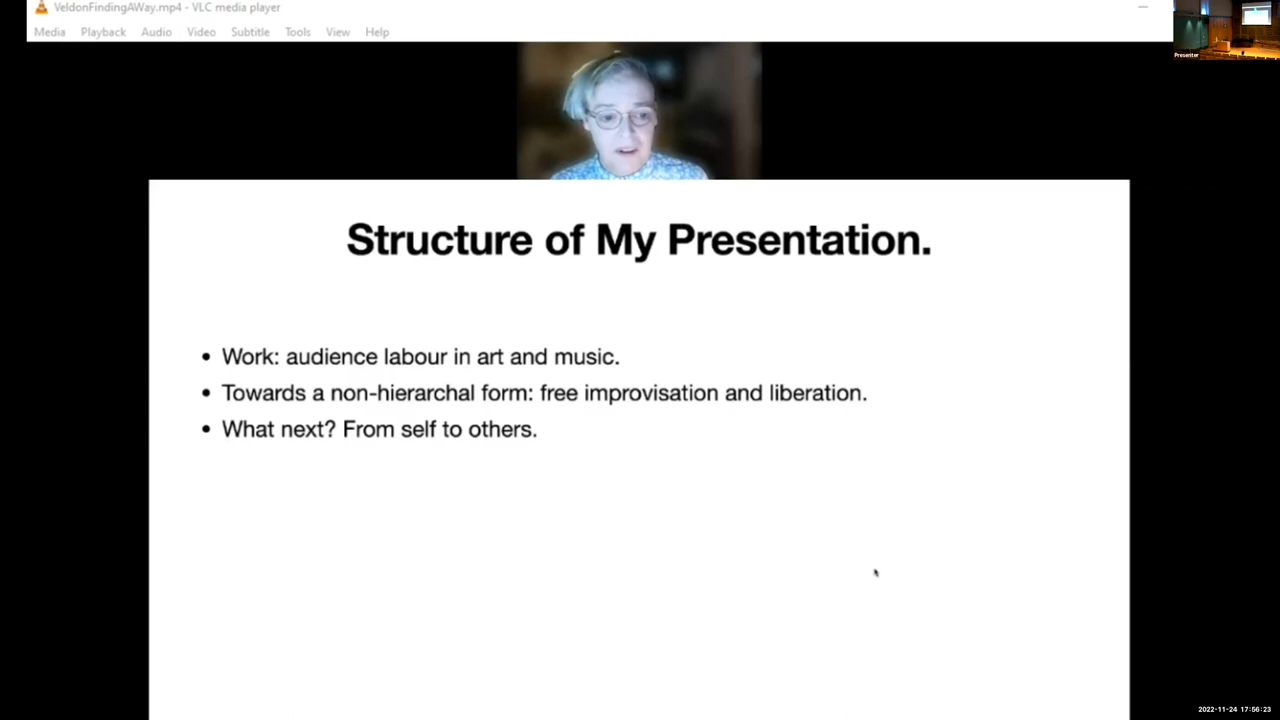 VeldonFindingAWay.mp4 - VLC media player
Media Playback Audio Video Subtitle Tools View Help
Presenter
Structure of My Presentation.
• Work: audience labour in art and music.
• Towards a non-hierarchal form: free improvisation and liberation.
• What next? From self to others.
2022-11-24 17:56:23